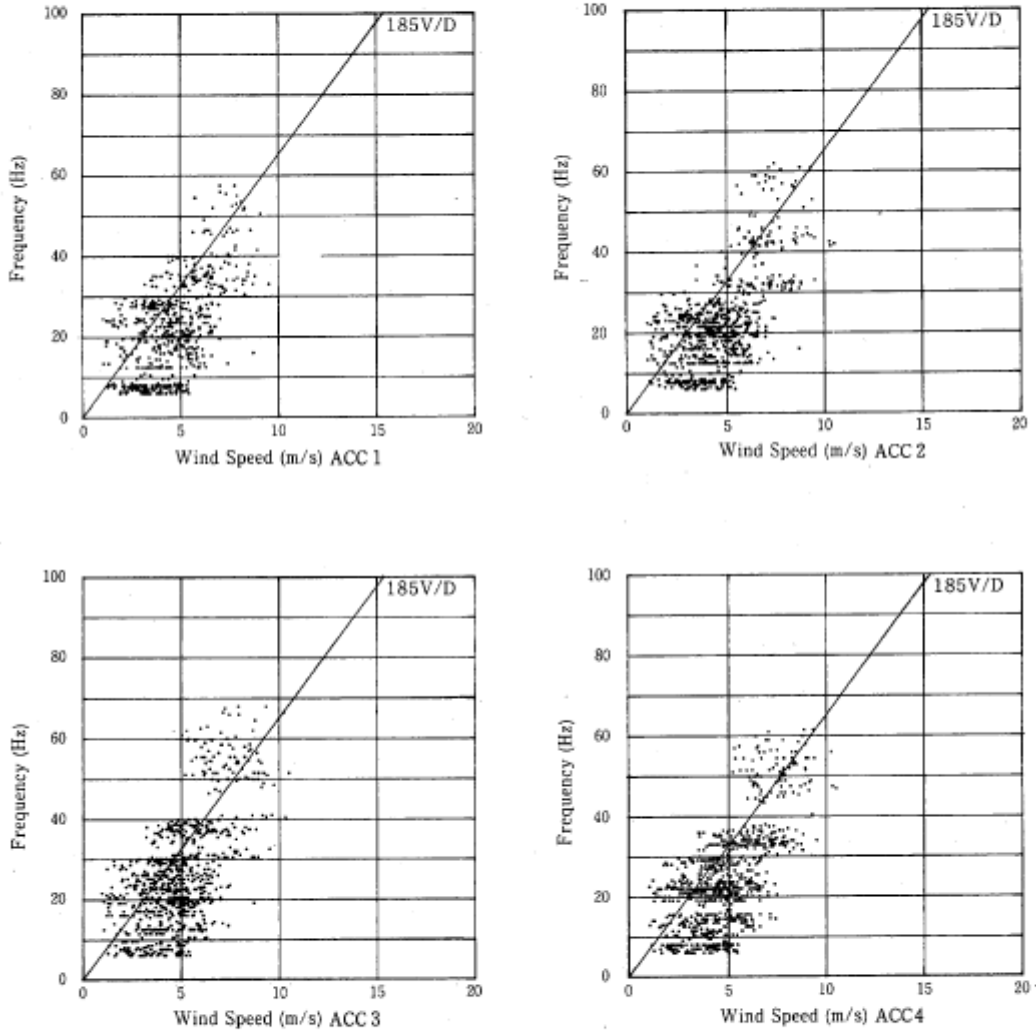 100
185V/D
80
60
40
20
0
Frequency (Hz)
0 5 10 15 20
Wind Speed (m/s) ACC 1
100
185V/D
80
60
40
20
0
Frequency (Hz)
0 5 10 15 20
Wind Speed (m/s) ACC 2
100
185V/D
80
60
40
20
0
Frequency (Hz)
0 5 10 15 20
Wind Speed (m/s) ACC 3
100
185V/D
80
60
40
20
0
Frequency (Hz)
0 5 10 15 20
Wind Speed (m/s) ACC4